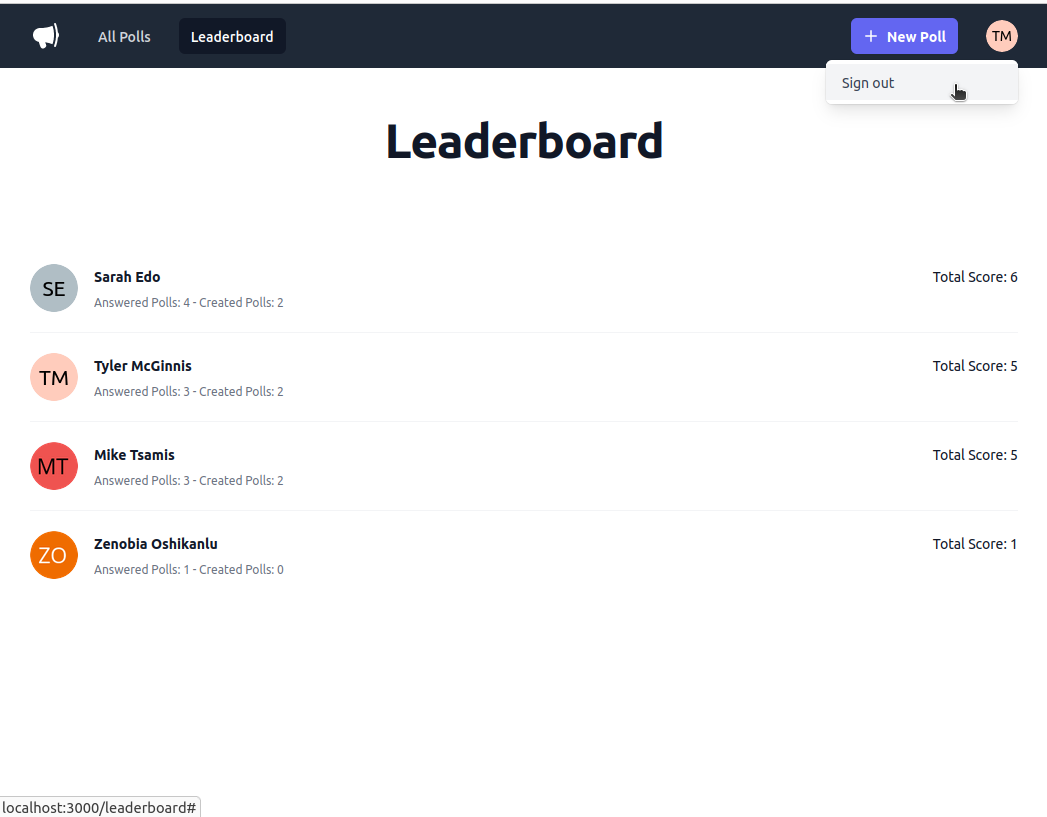 All Polls Leaderboard + New Poll TM
Sign out
Leaderboard
SE Sarah Edo Total Score: 6
Answered Polls: 4 - Created Polls: 2
TM Tyler McGinnis Total Score: 5
Answered Polls: 3 - Created Polls: 2
MT Mike Tsamis Total Score: 5
Answered Polls: 3 - Created Polls: 2
ZO Zenobia Oshikanlu Total Score: 1
Answered Polls: 1 - Created Polls: 0
localhost:3000/leaderboard#